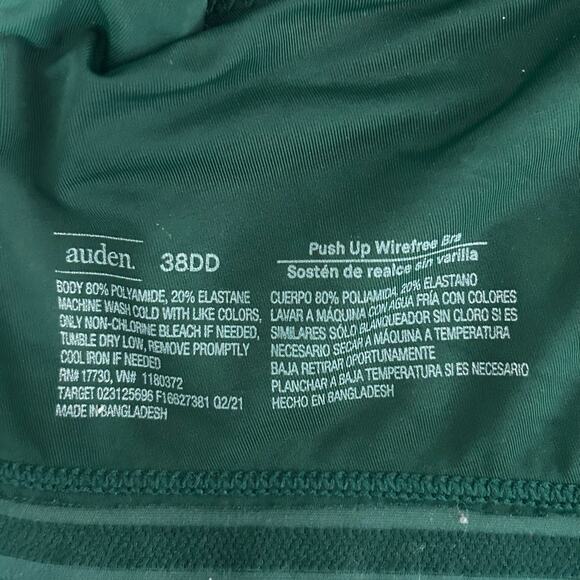 auden. 38DD
BODY 80% POLYAMIDE, 20% ELASTANE
MACHINE WASH COLD WITH LIKE COLORS,
ONLY NON-CHLORINE BLEACH IF NEEDED,
TUMBLE DRY LOW, REMOVE PROMPTLY
COOL IRON IF NEEDED
RN# 17730, VN# 1180372
TARGET 023125696 F16627381 Q2/21
MADE IN BANGLADESH
Push Up Wirefree Bra
Sostén de realce sin varilla
CUERPO 80% POLIAMIDA, 20% ELASTANO
LAVAR A MÁQUINA CON AGUA FRÍA CON COLORES
SIMILARES SÓLO BLANQUEADOR SIN CLORO SI ES
NECESARIO SECAR A MÁQUINA A TEMPERATURA
BAJA RETIRAR OPORTUNAMENTE
PLANCHAR A BAJA TEMPERATURA SI ES NECESARIO
HECHO EN BANGLADESH